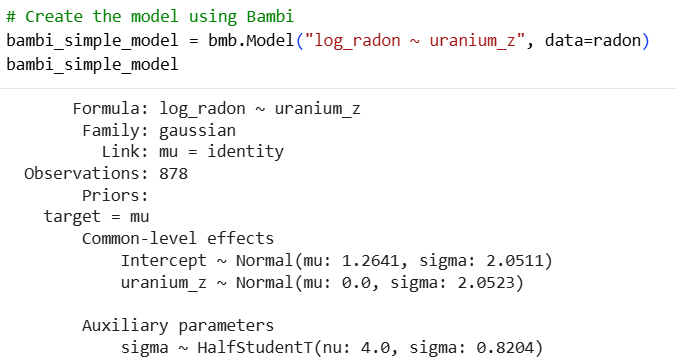 # Create the model using Bambi
bambi_simple_model = bmb.Model("log_radon ~ uranium_z", data=radon)
bambi_simple_model
Formula: log_radon ~ uranium_z
Family: gaussian
Link: mu = identity
Observations: 878
Priors:
target = mu
Common-level effects
Intercept ~ Normal(mu: 1.2641, sigma: 2.0511)
uranium_z ~ Normal(mu: 0.0, sigma: 2.0523)
Auxiliary parameters
sigma ~ HalfStudentT(nu: 4.0, sigma: 0.8204)